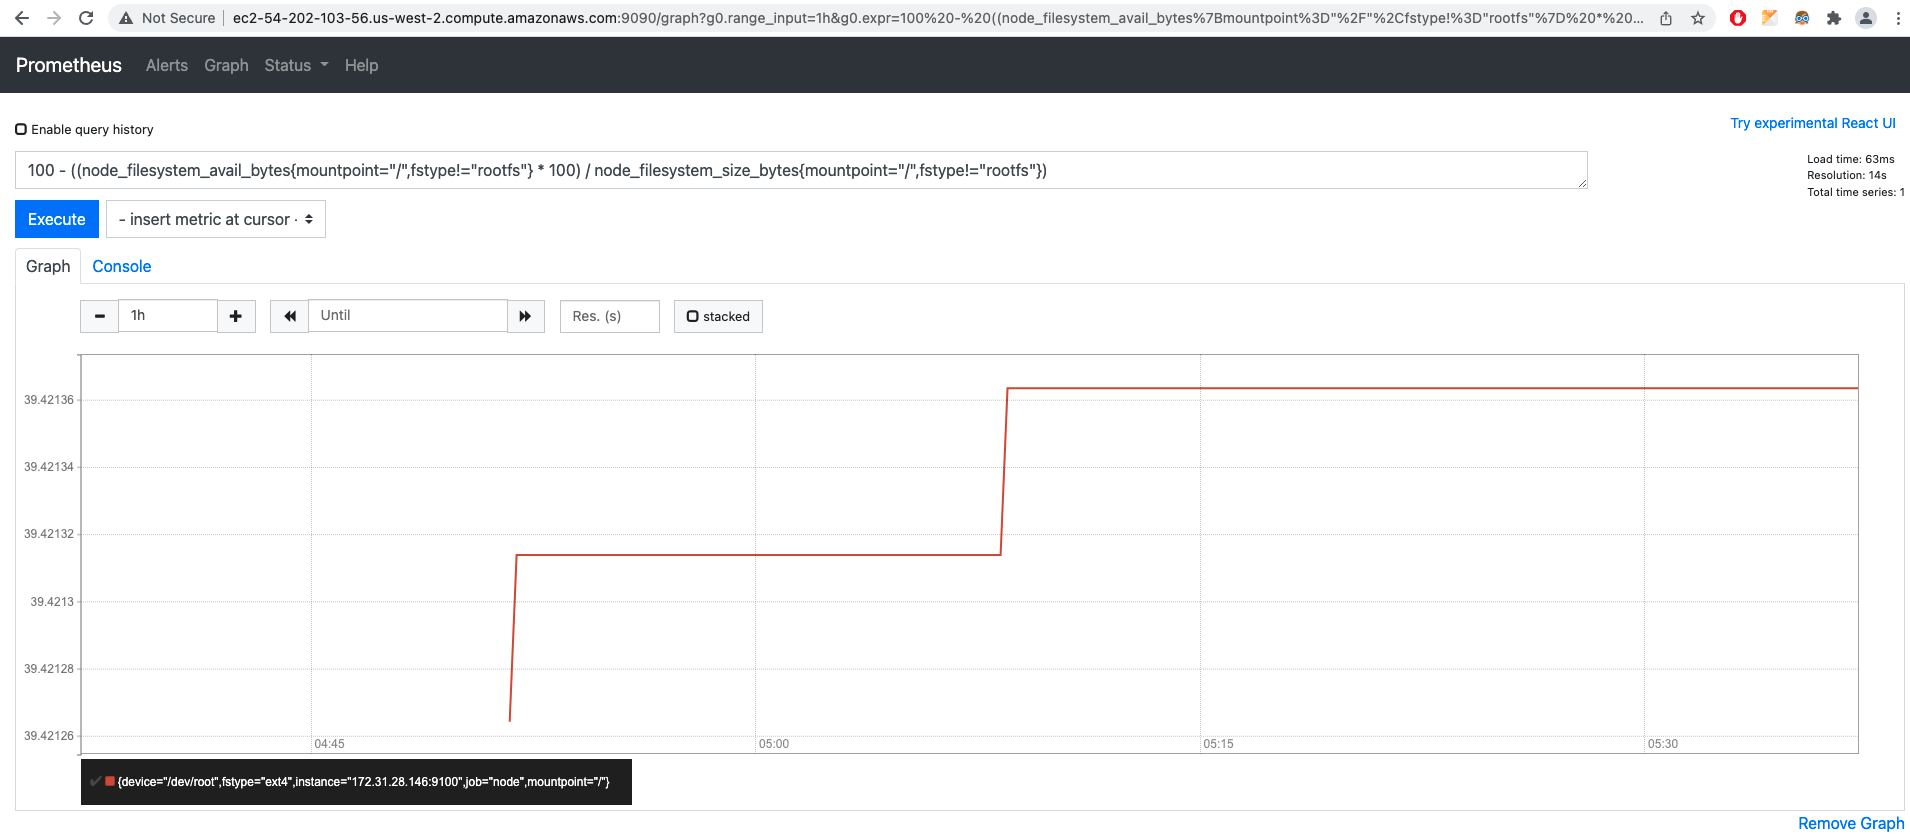 Not Secure | ec2-54-202-103-56.us-west-2.compute.amazonaws.com:9090/graph?g0.range_input=1h&g0.expr=100%20-%20((node_filesystem_avail_bytes%7Bmountpoint%3D"%2F"%2Cfstype!%3D"rootfs"%7D%20*%20...
Prometheus Alerts Graph Status Help
Enable query history
Try experimental React UI
100 - ((node_filesystem_avail_bytes{mountpoint="/",fstype!="rootfs"} * 100) / node_filesystem_size_bytes{mountpoint="/",fstype!="rootfs"})
Load time: 63ms
Resolution: 14s
Total time series: 1
Execute - insert metric at cursor -
Graph Console
- 1h + Until Res. (s) stacked
39.42136
39.42134
39.42132
39.4213
39.42128
39.42126
04:45 05:00 05:15 05:30
✔ {device="/dev/root",fstype="ext4",instance="172.31.28.146:9100",job="node",mountpoint="/"}
Remove Graph